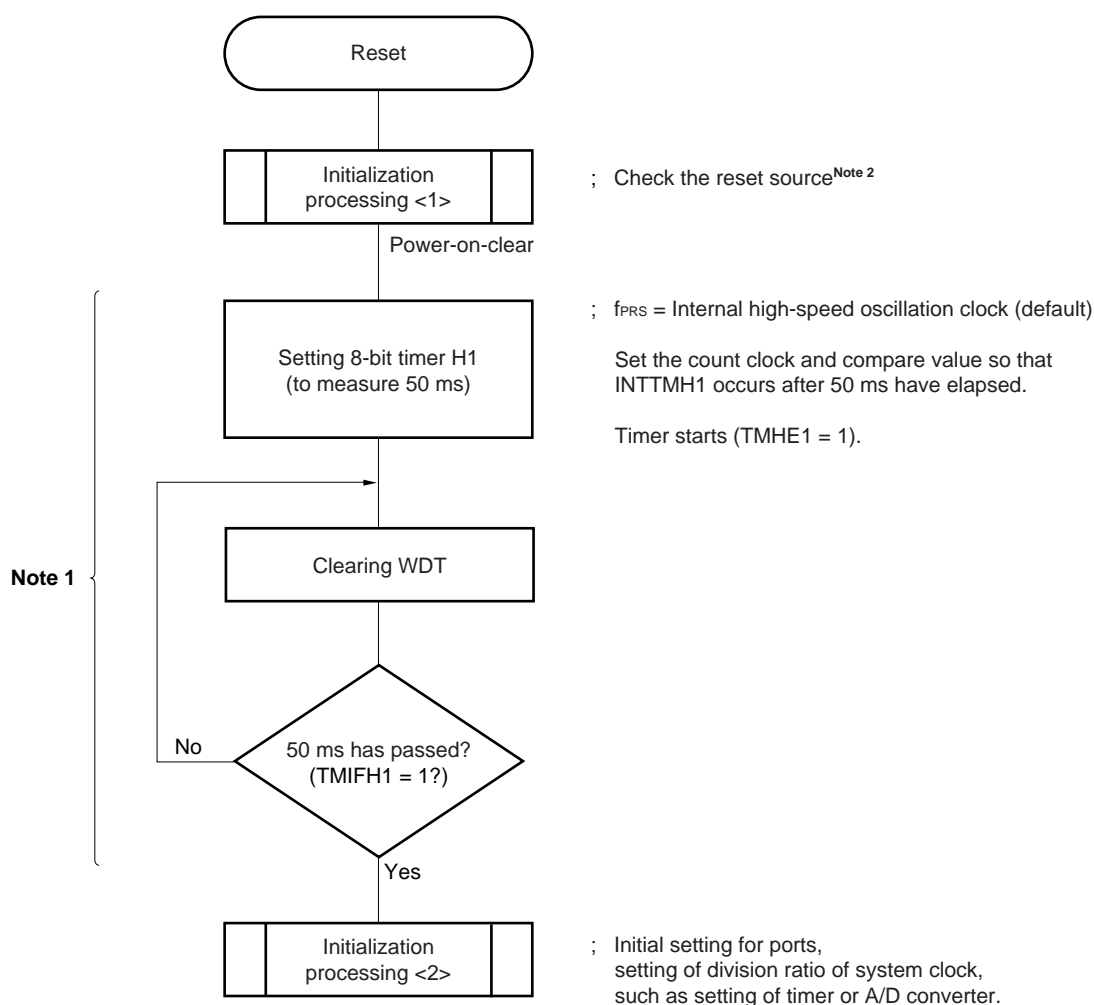 Reset
Initialization
processing <1>
; Check the reset source Note 2
Power-on-clear
Setting 8-bit timer H1
(to measure 50 ms)
; fPRS = Internal high-speed oscillation clock (default)
Set the count clock and compare value so that
INTTMH1 occurs after 50 ms have elapsed.
Timer starts (TMHE1 = 1).
Note 1
Clearing WDT
No
50 ms has passed?
(TMIFH1 = 1?)
Yes
Initialization
processing <2>
; Initial setting for ports,
setting of division ratio of system clock,
such as setting of timer or A/D converter.